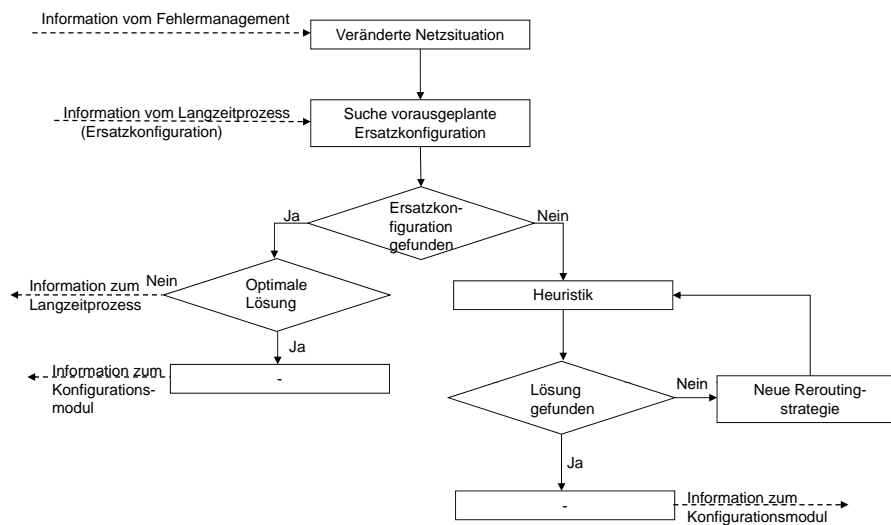 Information vom Fehlermanagement
Veränderte Netzsituation
Information vom Langzeitprozess
(Ersatzkonfiguration)
Suche vorausgeplante
Ersatzkonfiguration
Ja
Ersatzkon-
figuration
gefunden
Nein
Information zum
Langzeitprozess
Nein
Optimale
Lösung
Heuristik
Ja
Information zum
Konfigurations-
modul
-
Lösung
gefunden
Nein
Neue Rerouting-
strategie
Ja
-
Information zum
Konfigurationsmodul